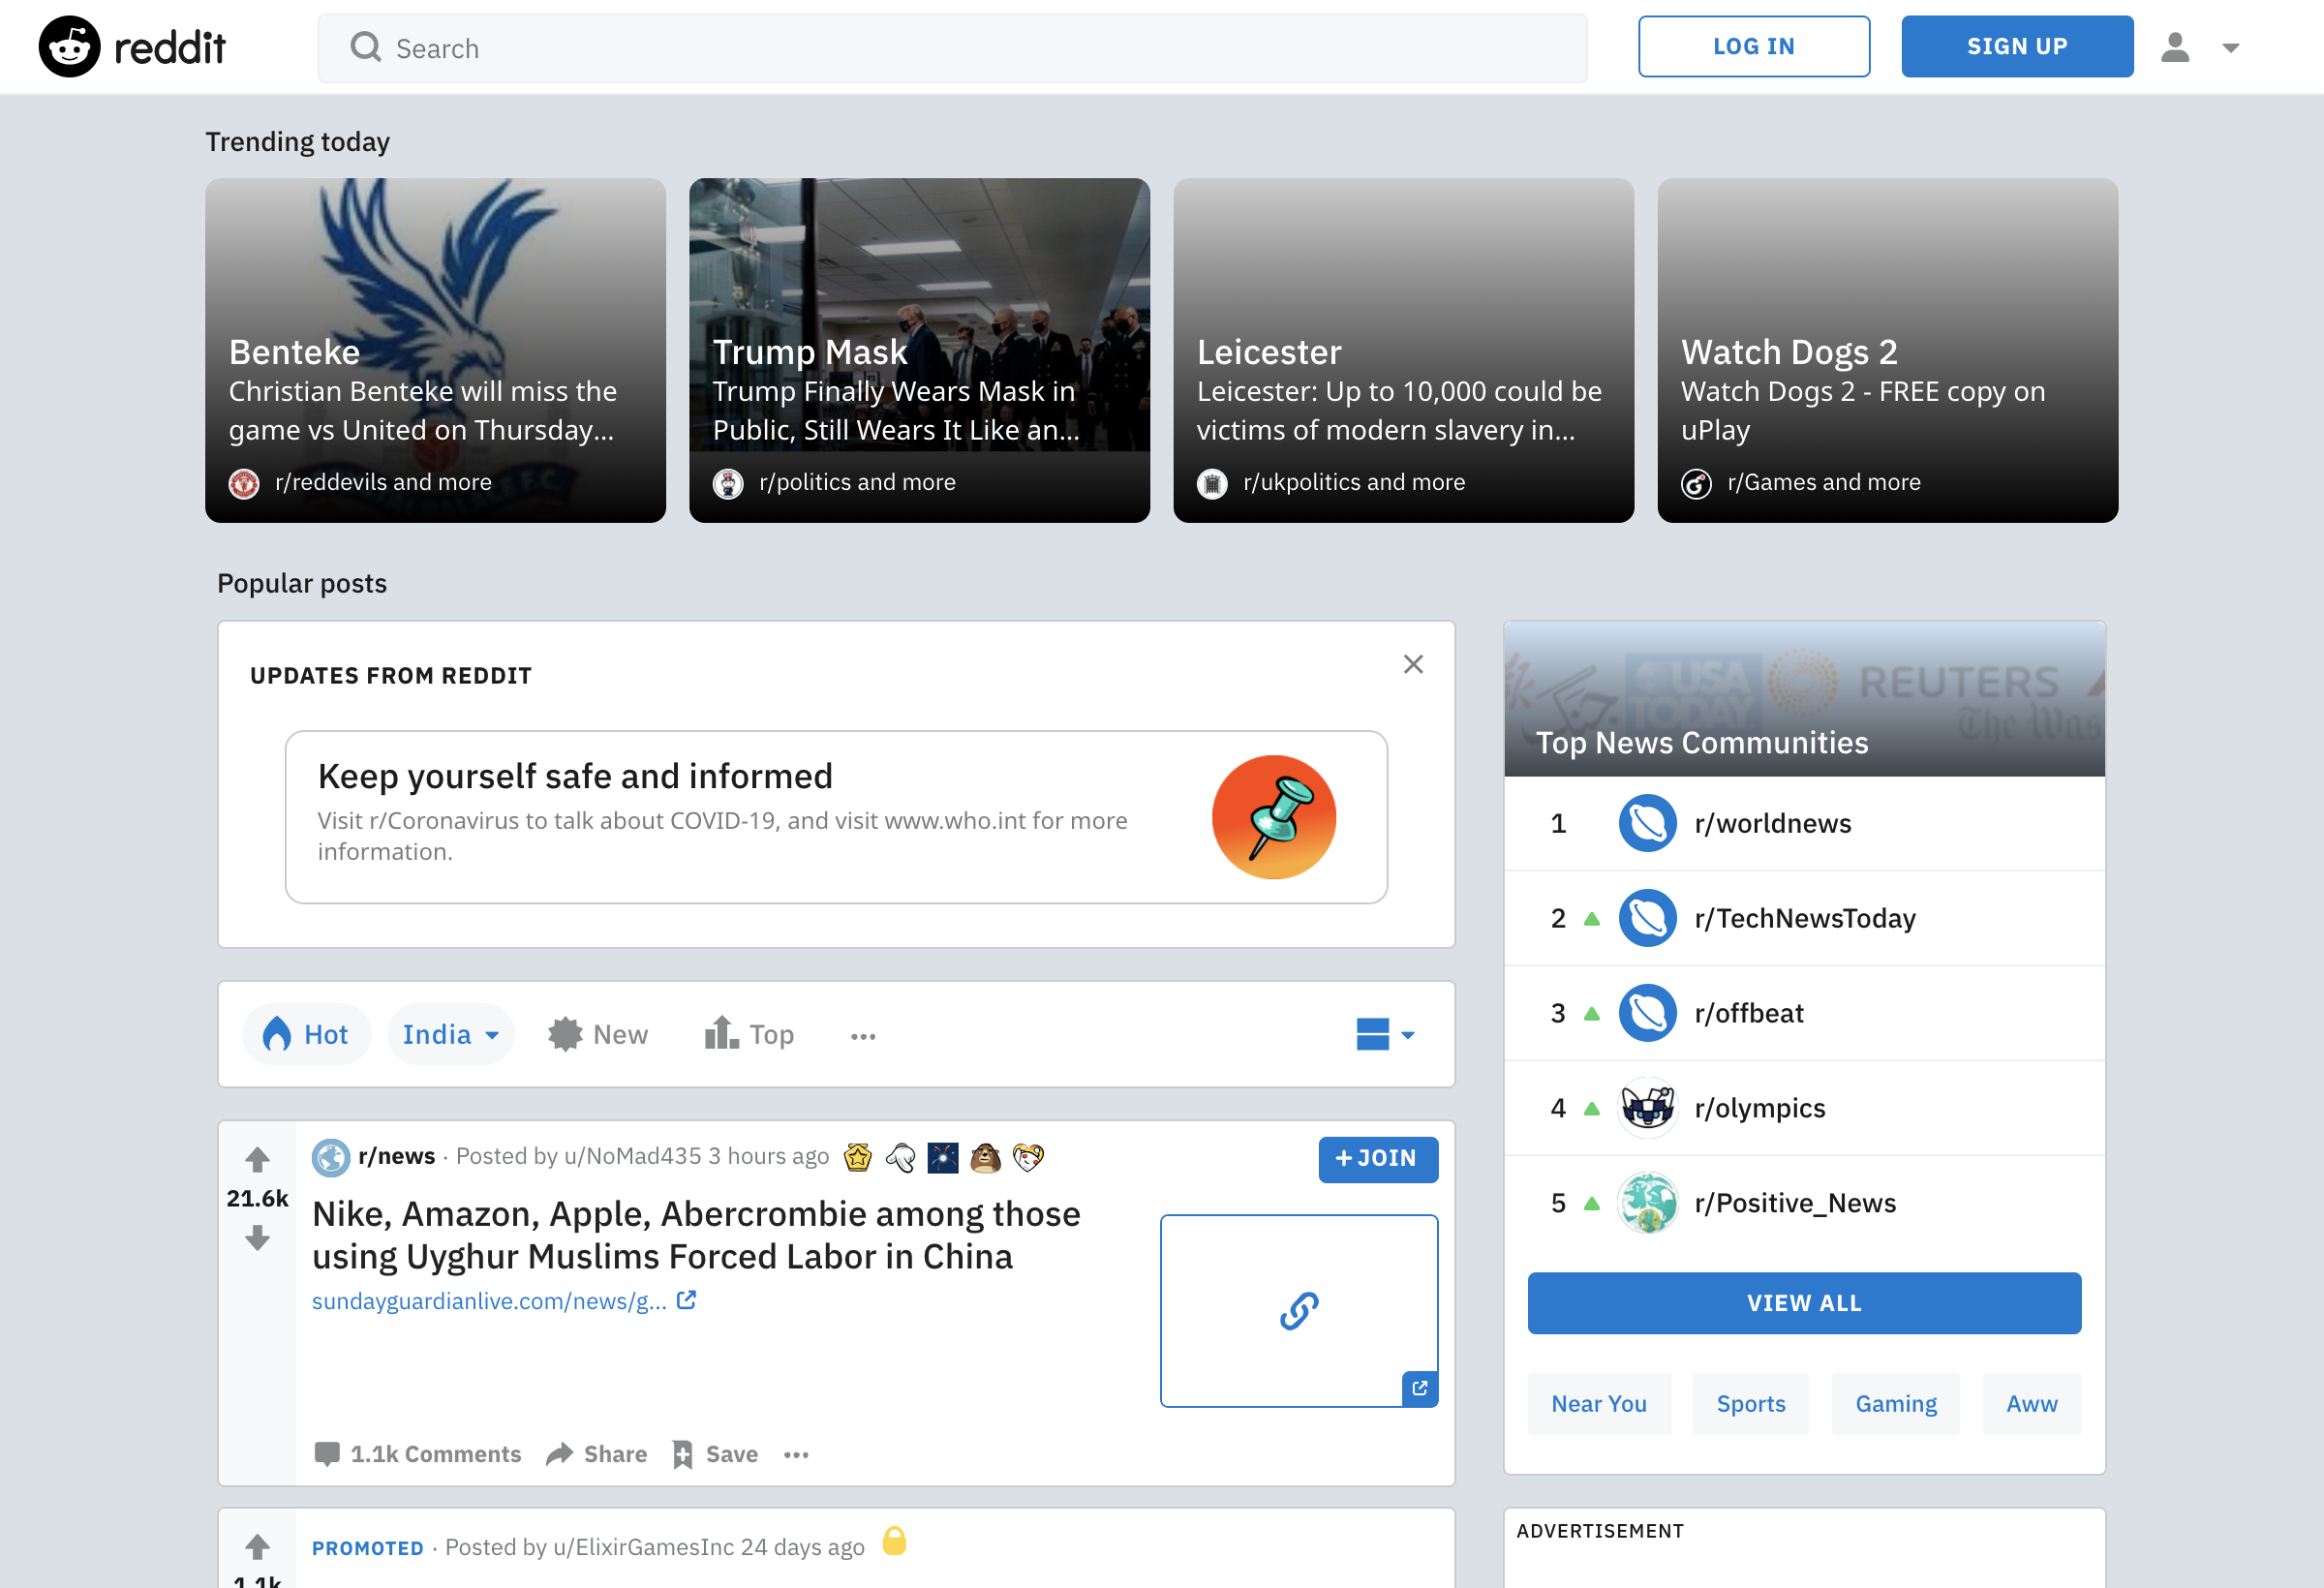 reddit
Search
LOG IN
SIGN UP
Trending today
Benteke
Christian Benteke will miss the
game vs United on Thursday...
r/reddevils and more
Trump Mask
Trump Finally Wears Mask in
Public, Still Wears It Like an...
r/politics and more
Leicester
Leicester: Up to 10,000 could be
victims of modern slavery in...
r/ukpolitics and more
Watch Dogs 2
Watch Dogs 2 - FREE copy on
uPlay
r/Games and more
Popular posts
UPDATES FROM REDDIT
Keep yourself safe and informed
Visit r/Coronavirus to talk about COVID-19, and visit www.who.int for more
information.
Hot
India
New
Top
r/news · Posted by u/NoMad435 3 hours ago
+ JOIN
21.6k
Nike, Amazon, Apple, Abercrombie among those
using Uyghur Muslims Forced Labor in China
sundayguardianlive.com/news/g...
1.1k Comments
Share
Save
PROMOTED · Posted by u/ElixirGamesInc 24 days ago
1.1k
USA
TODAY
REUTERS
The Was
Top News Communities
1 r/worldnews
2 r/TechNewsToday
3 r/offbeat
4 r/olympics
5 r/Positive_News
VIEW ALL
Near You
Sports
Gaming
Aww
ADVERTISEMENT